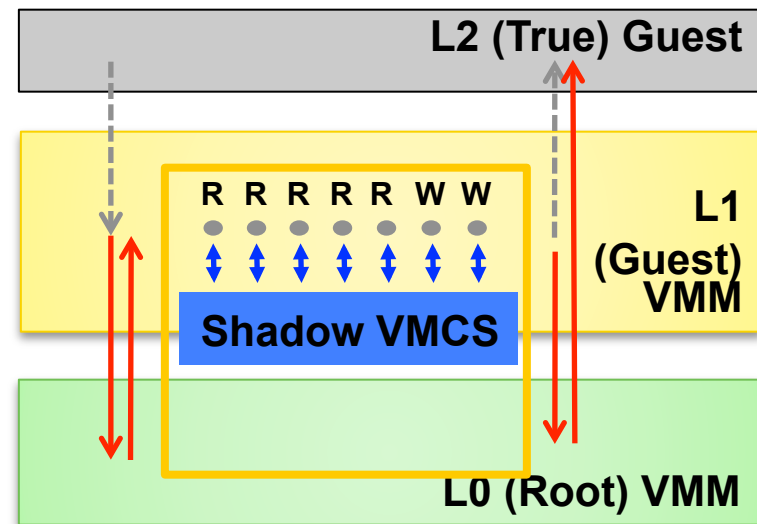 L2 (True) Guest
R R R R R W W
L1
(Guest)
VMM
Shadow VMCS
L0 (Root) VMM